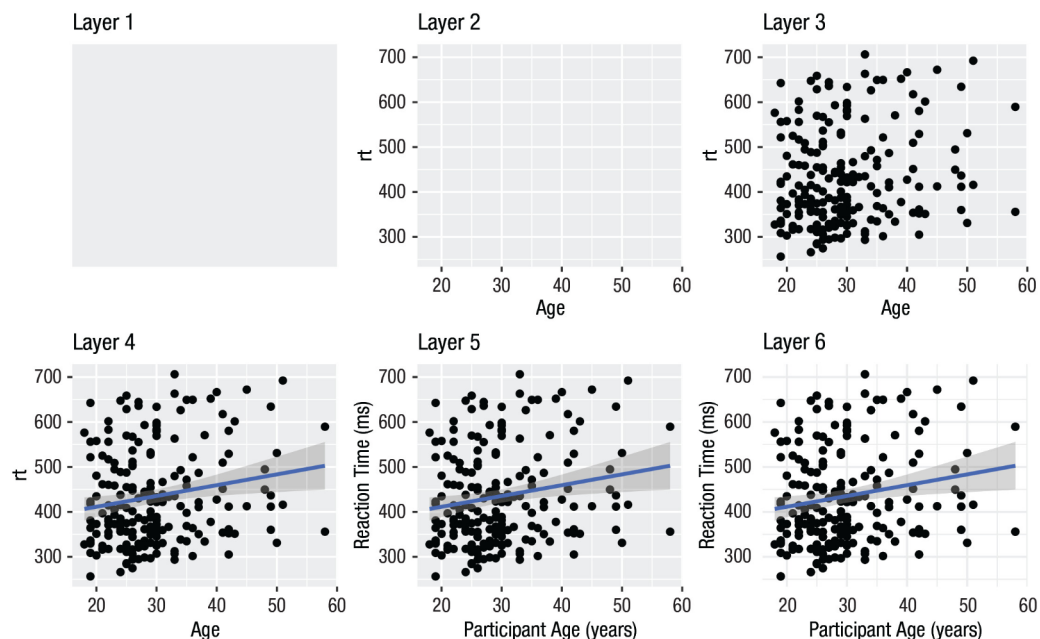 Layer 1
Layer 2
Layer 3
700
600
500
400
300
rt
20 30 40 50 60
Age
700
600
500
400
300
rt
20 30 40 50 60
Age
Layer 4
Layer 5
Layer 6
700
600
500
400
300
rt
20 30 40 50 60
Age
700
600
500
400
300
Reaction Time (ms)
20 30 40 50 60
Participant Age (years)
700
600
500
400
300
Reaction Time (ms)
20 30 40 50 60
Participant Age (years)